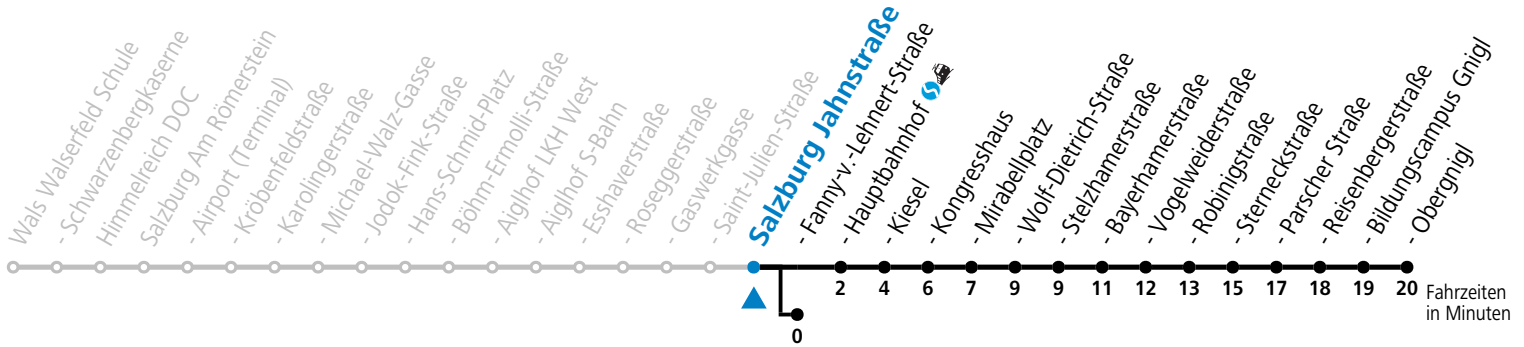 Wals Walserfeld Schule
- Schwarzenbergkaserne
Himmelreich DOC
Salzburg Am Römerstein
- Airport (Terminal)
- Kröbenfeldstraße
- Karolingerstraße
- Michael-Walz-Gasse
- Jodok-Fink-Straße
- Hans-Schmid-Platz
- Böhm-Ermolli-Straße
- Aiglhof LKH West
- Aiglhof S-Bahn
- Esshaverstraße
- Roseggerstraße
- Gaswerkgasse
- Saint-Julien-Straße
Salzburg Jahnstraße
- Fanny-v.-Lehnert-Straße
- Hauptbahnhof
- Kiesel
- Kongresshaus
- Mirabellplatz
- Wolf-Dietrich-Straße
- Stelzhamerstraße
- Bayerhamerstraße
- Vogelweiderstraße
- Robinigstraße
- Sterneckstraße
- Parscher Straße
- Reisenbergerstraße
- Bildungscampus Gnigl
- Obergnigl
2 4 6 7 9 9 11 12 13 15 17 18 19 20
Fahrzeiten
in Minuten
0